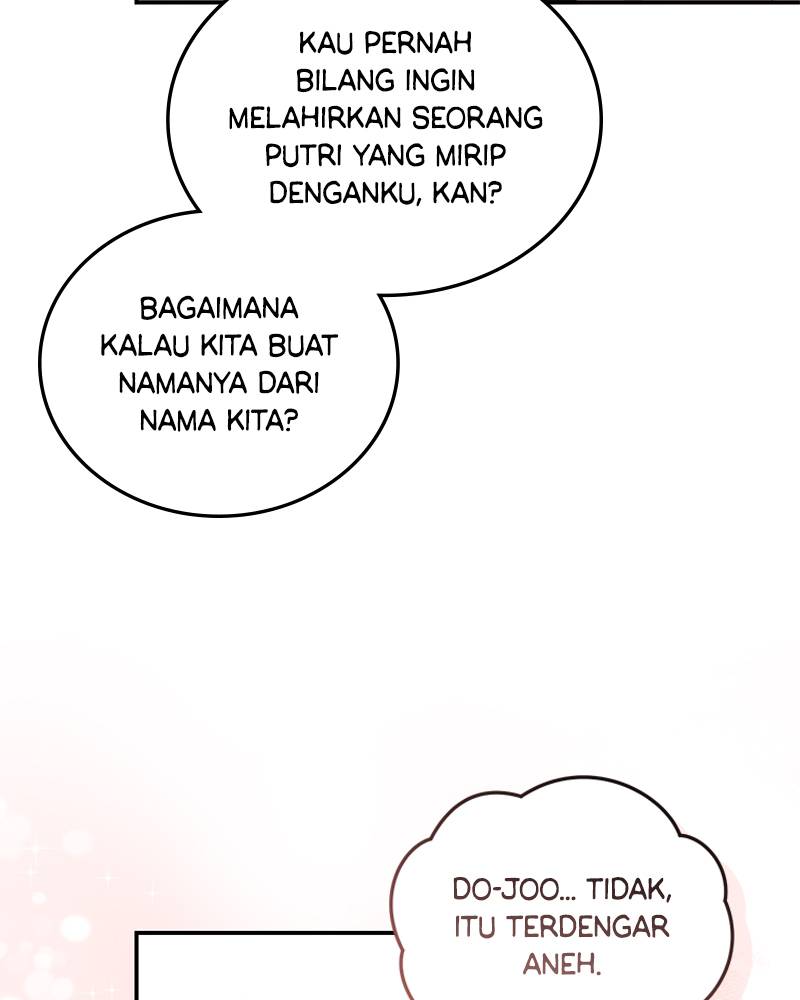 KAU PERNAH
BILANG INGIN
MELAHIRKAN SEORANG
PUTRI YANG MIRIP
DENGANKU, KAN?
BAGAIMANA
KALAU KITA BUAT
NAMANYA DARI
NAMA KITA?
DO-JOO... TIDAK,
ITU TERDENGAR
ANEH.